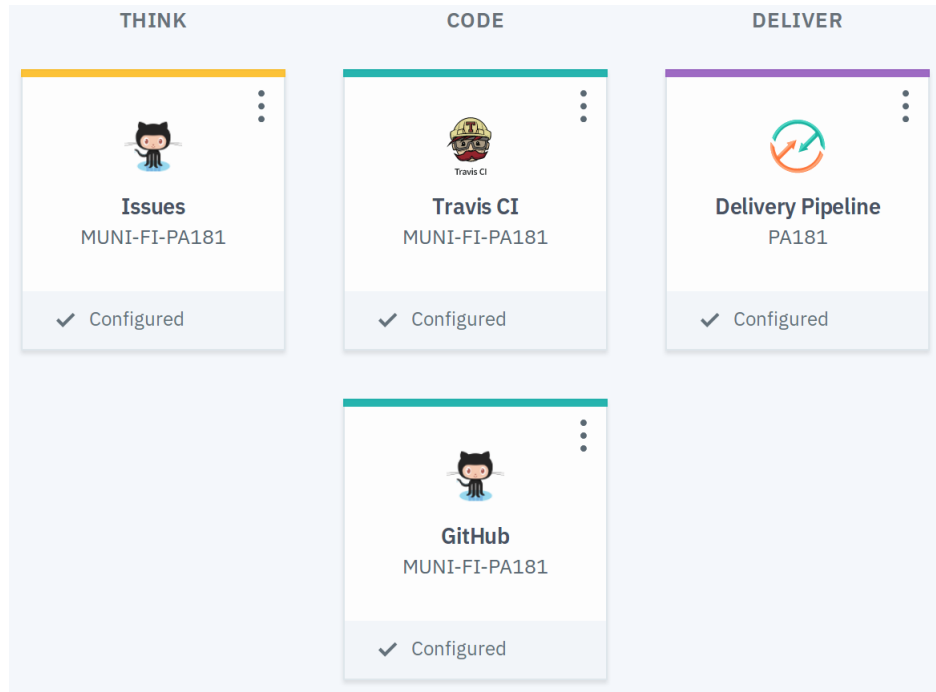 THINK
CODE
DELIVER
Issues
MUNI-FI-PA181
Configured
T
Travis CI
Travis CI
MUNI-FI-PA181
Configured
Delivery Pipeline
PA181
Configured
GitHub
MUNI-FI-PA181
Configured